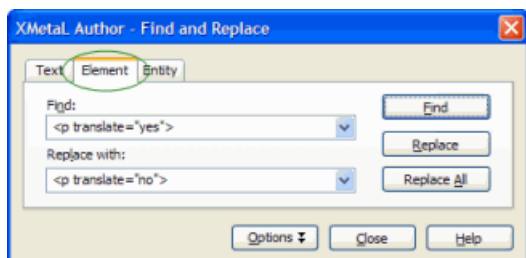 XMetaL Author - Find and Replace
Text Element Entity
Find:
Find
<p translate="yes">
Replace
Replace with:
<p translate="no">
Replace All
Options Close Help